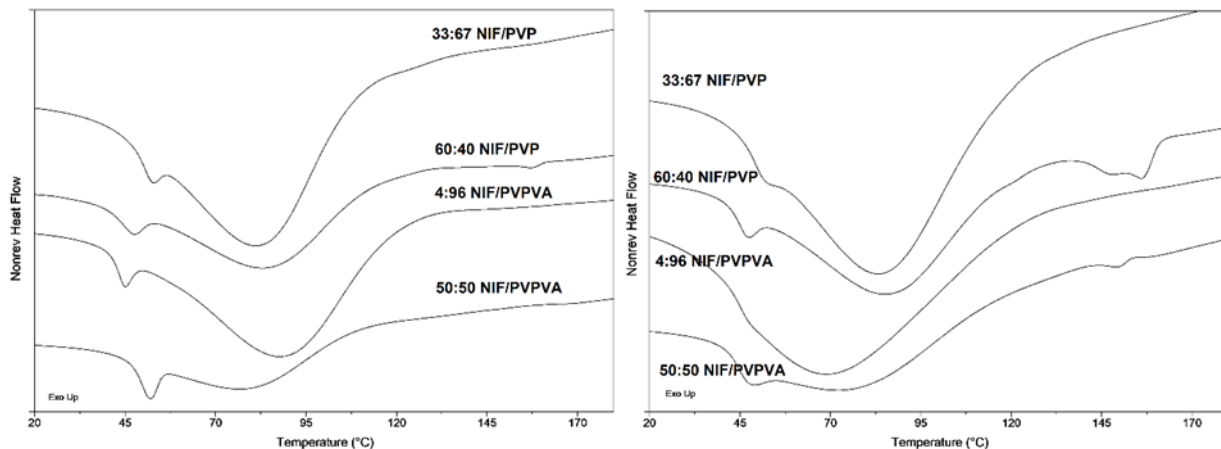 33:67 NIF/PVP
60:40 NIF/PVP
4:96 NIF/PVPVA
50:50 NIF/PVPVA
Nonrev Heat Flow
Exo Up
20 45 70 95 120 145 170
Temperature (°C)
33:67 NIF/PVP
60:40 NIF/PVP
4:96 NIF/PVPVA
50:50 NIF/PVPVA
Nonrev Heat Flow
Exo Up
20 45 70 95 120 145 170
Temperature (°C)